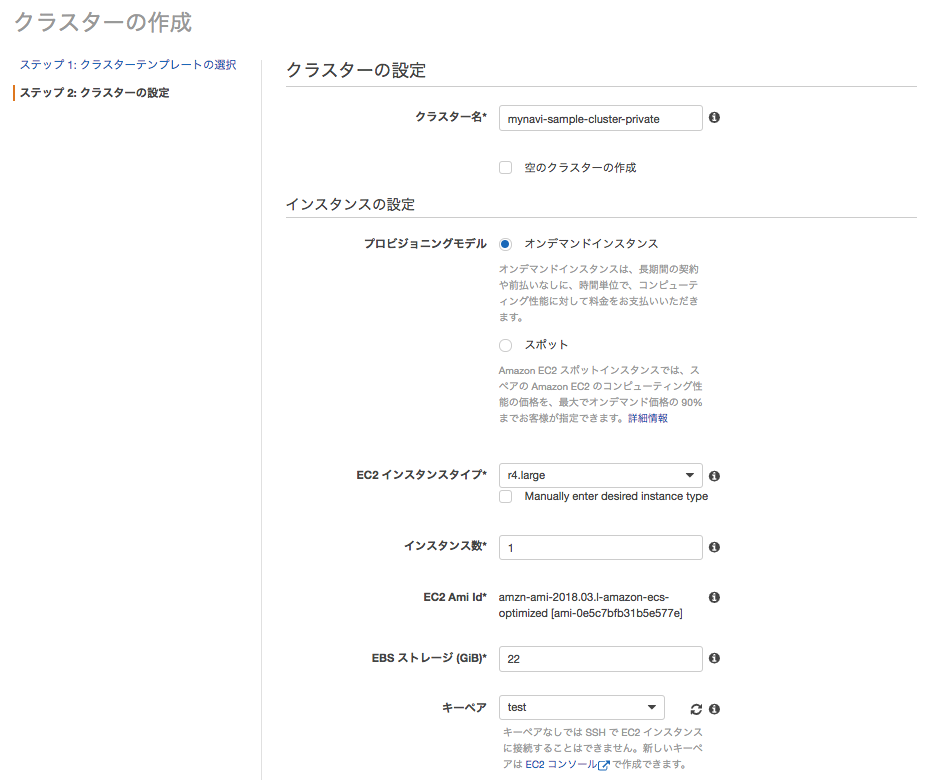 クラスターの作成
ステップ 1: クラスターテンプレートの選択
ステップ 2: クラスターの設定
クラスターの設定
クラスター名* mynavi-sample-cluster-private
空のクラスターの作成
インスタンスの設定
プロビジョニングモデル オンデマンドインスタンス
オンデマンドインスタンスは、長期間の契約
や前払いなしに、時間単位で、コンピューテ
ィング性能に対して料金をお支払いいただき
ます。
スポット
Amazon EC2 スポットインスタンスでは、ス
ペアの Amazon EC2 のコンピューティング性
能の価格を、最大でオンデマンド価格の 90%
までお客様が指定できます。詳細情報
EC2 インスタンスタイプ* r4.large
Manually enter desired instance type
インスタンス数* 1
EC2 Ami Id* amzn-ami-2018.03.l-amazon-ecs-
optimized [ami-0e5c7bfb31b5e577e]
EBS ストレージ (GiB)* 22
キーペア test
キーペアなしでは SSH で EC2 インスタンス
に接続することはできません。新しいキーペ
アは EC2 コンソール で作成できます。